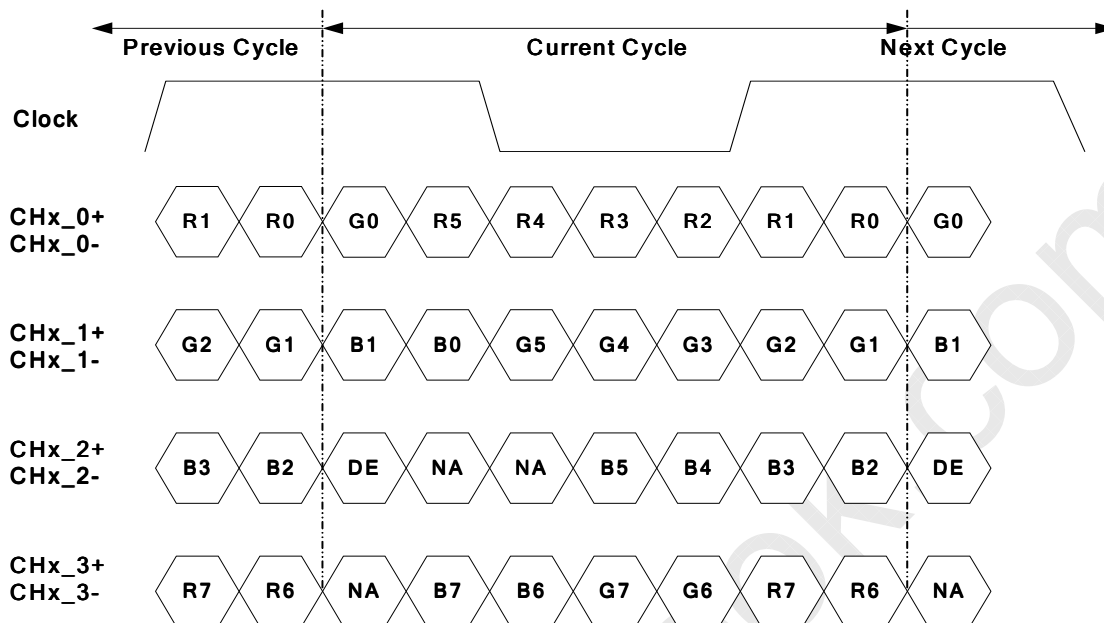 Previous Cycle Current Cycle Next Cycle
Clock
CHx_0+
CHx_0-
R1 R0 G0 R5 R4 R3 R2 R1 R0 G0
CHx_1+
CHx_1-
G2 G1 B1 B0 G5 G4 G3 G2 G1 B1
CHx_2+
CHx_2-
B3 B2 DE NA NA B5 B4 B3 B2 DE
CHx_3+
CHx_3-
R7 R6 NA B7 B6 G7 G6 R7 R6 NA
ok.com